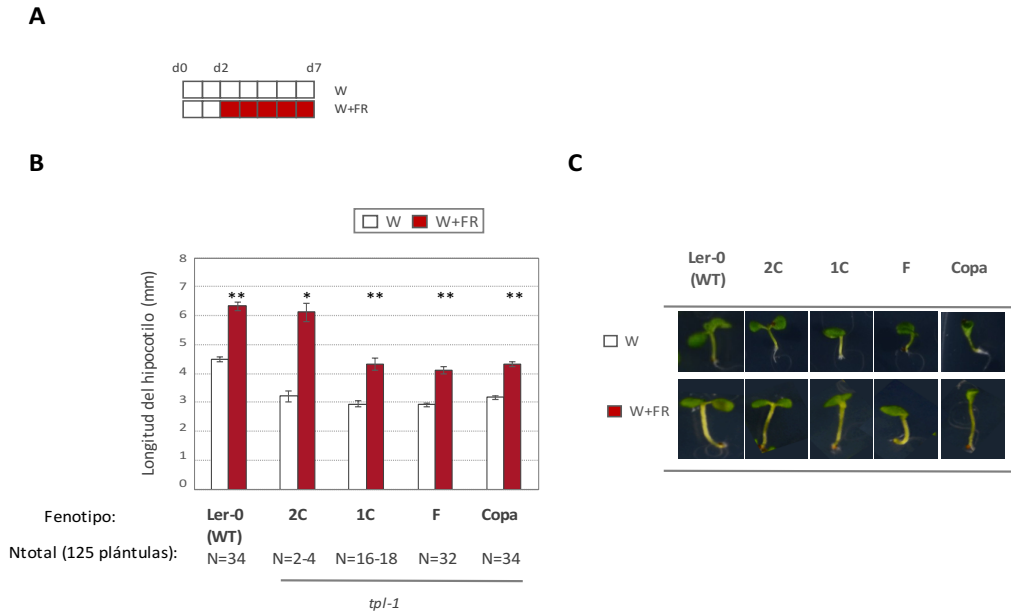 A
d0 d2 d7
W
W+FR
B
C
W W+FR
Longitud del hipocotilo (mm)
8
7
6
5
4
3
2
1
0
** * ** ** **
Fenotipo: Ler-0 (WT) 2C 1C F Copa
Ntotal (125 plántulas): N=34 N=2-4 N=16-18 N=32 N=34
tpl-1
Ler-0 (WT) 2C 1C F Copa
W
W+FR